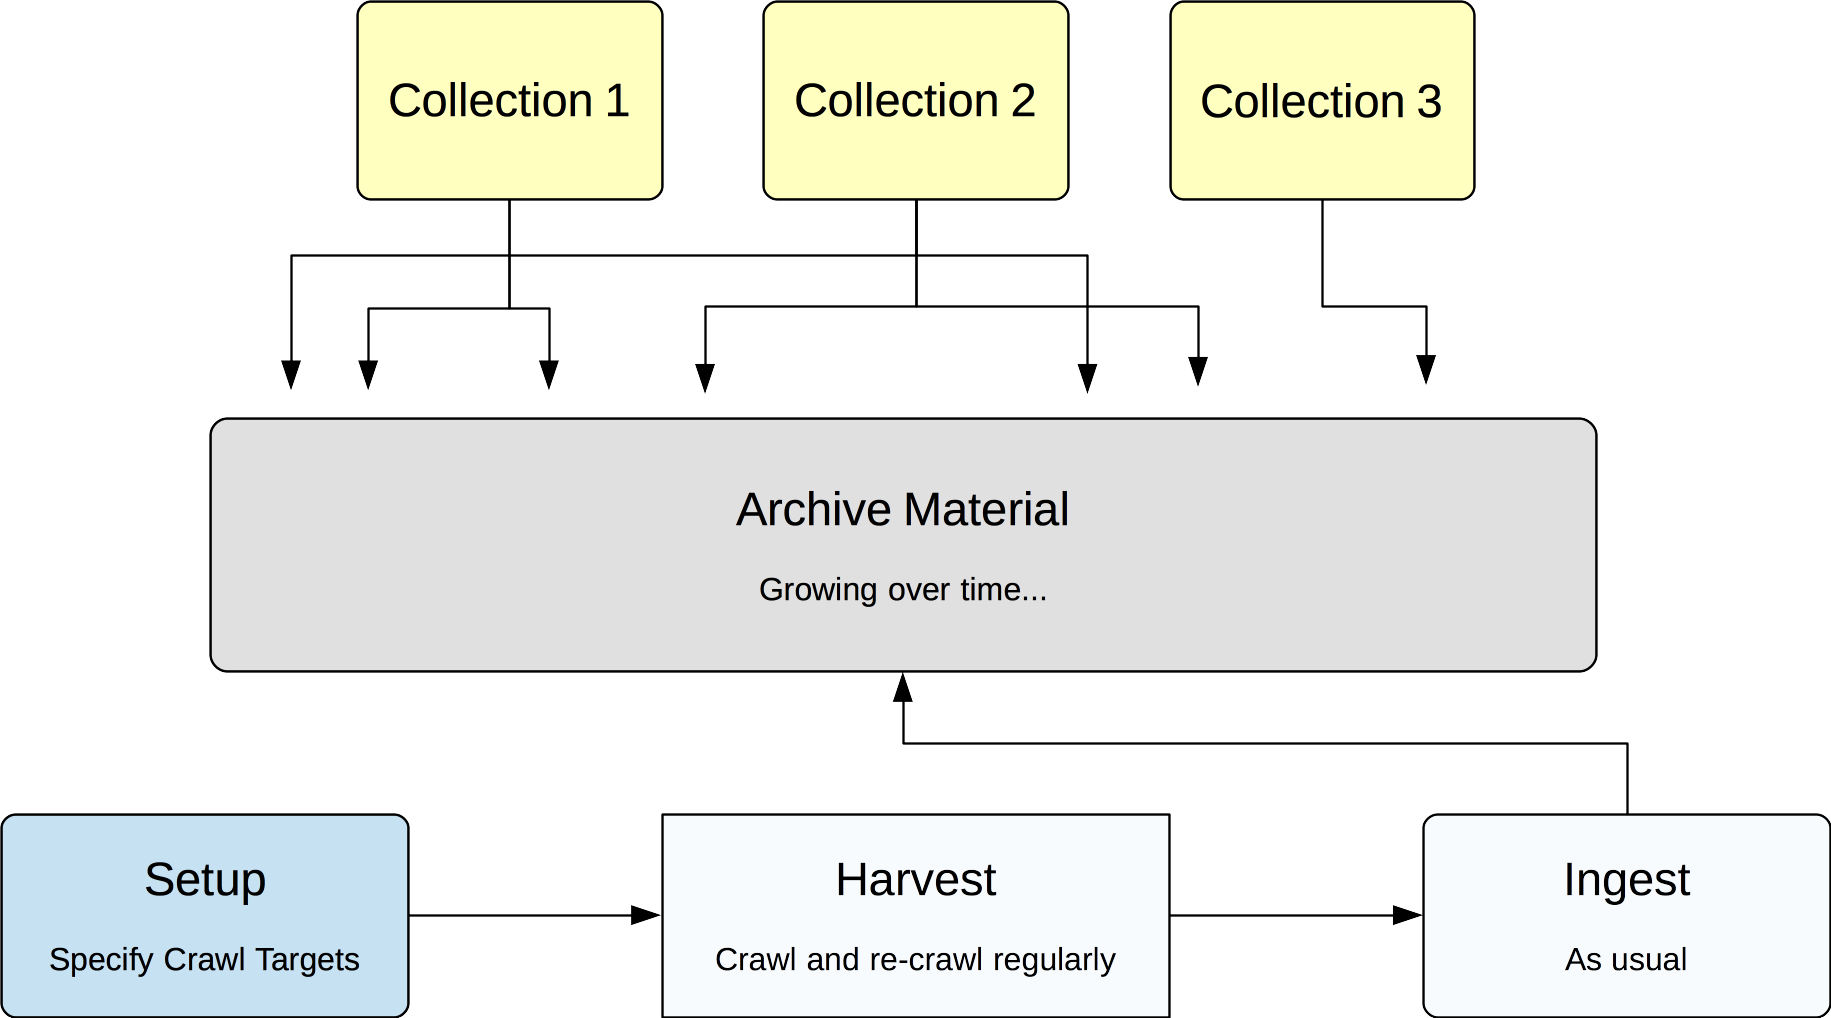 Collection 1
Collection 2
Collection 3
Archive Material
Growing over time...
Setup
Specify Crawl Targets
Harvest
Crawl and re-crawl regularly
Ingest
As usual